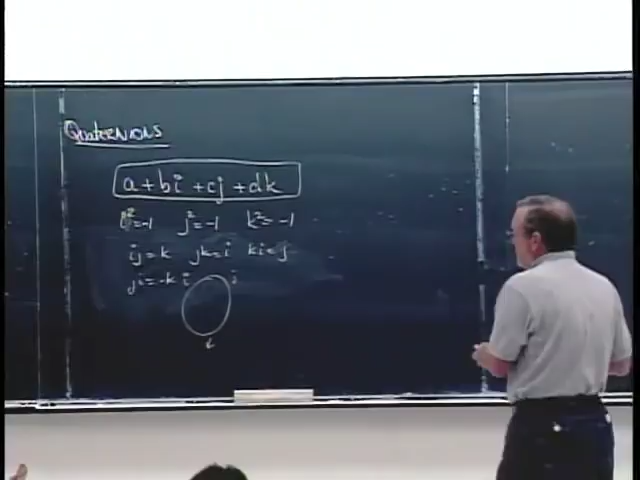 QUATERNIONS
a+bi+cj+dk
i²=-1 j²=-1 k²=-1
ij=k jk=i ki=j
ji=-k
i j
k